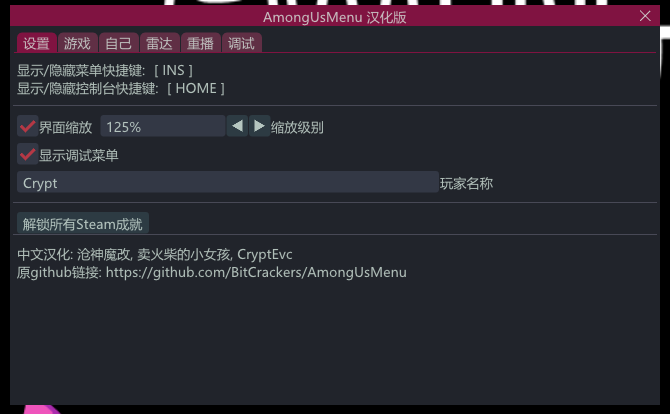 AmongUsMenu 汉化版
设置 游戏 自己 雷达 重播 调试
显示/隐藏菜单快捷键: [ INS ]
显示/隐藏控制台快捷键: [ HOME ]
界面缩放 125% 缩放级别
显示调试菜单
Crypt 玩家名称
解锁所有Steam成就
中文汉化: 沧神魔改, 卖火柴的小女孩, CryptEvc
原github链接: https://github.com/BitCrackers/AmongUsMenu